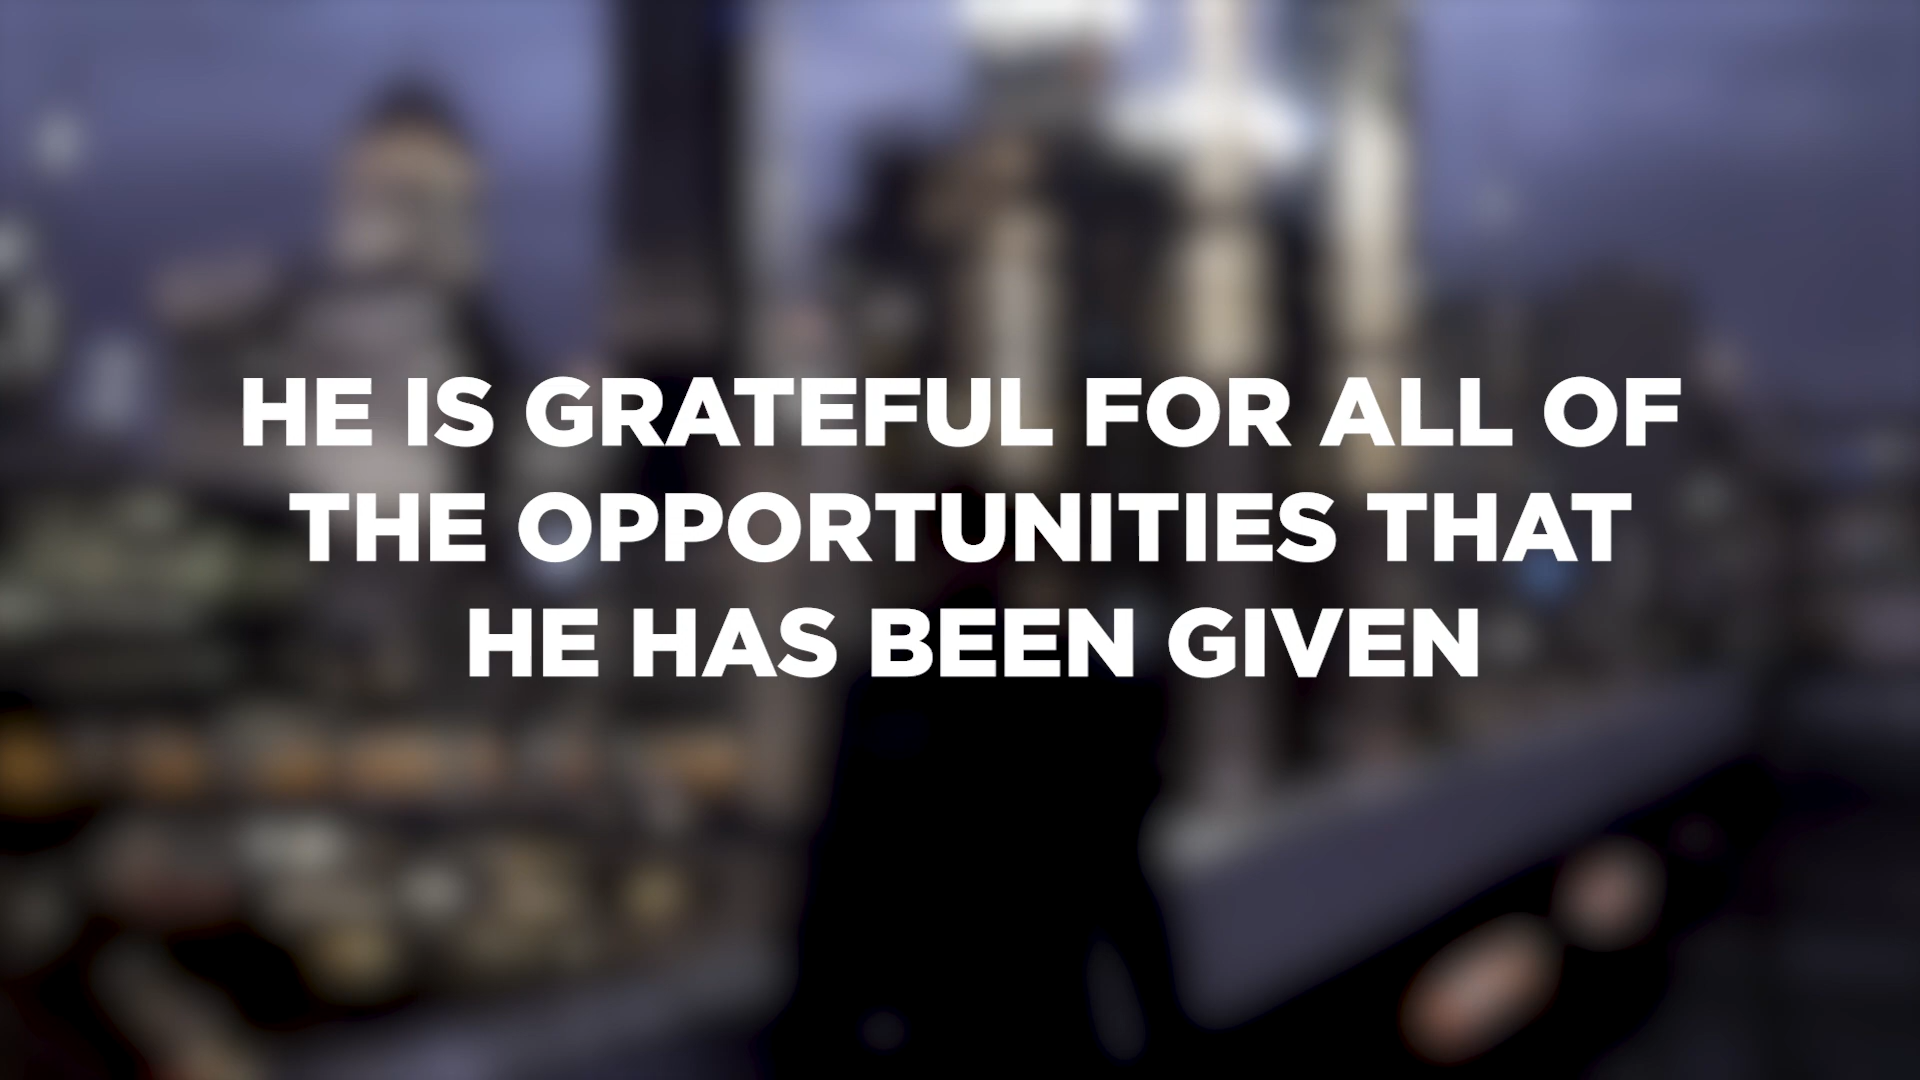 HE IS GRATEFUL FOR ALL OF
THE OPPORTUNITIES THAT
HE HAS BEEN GIVEN